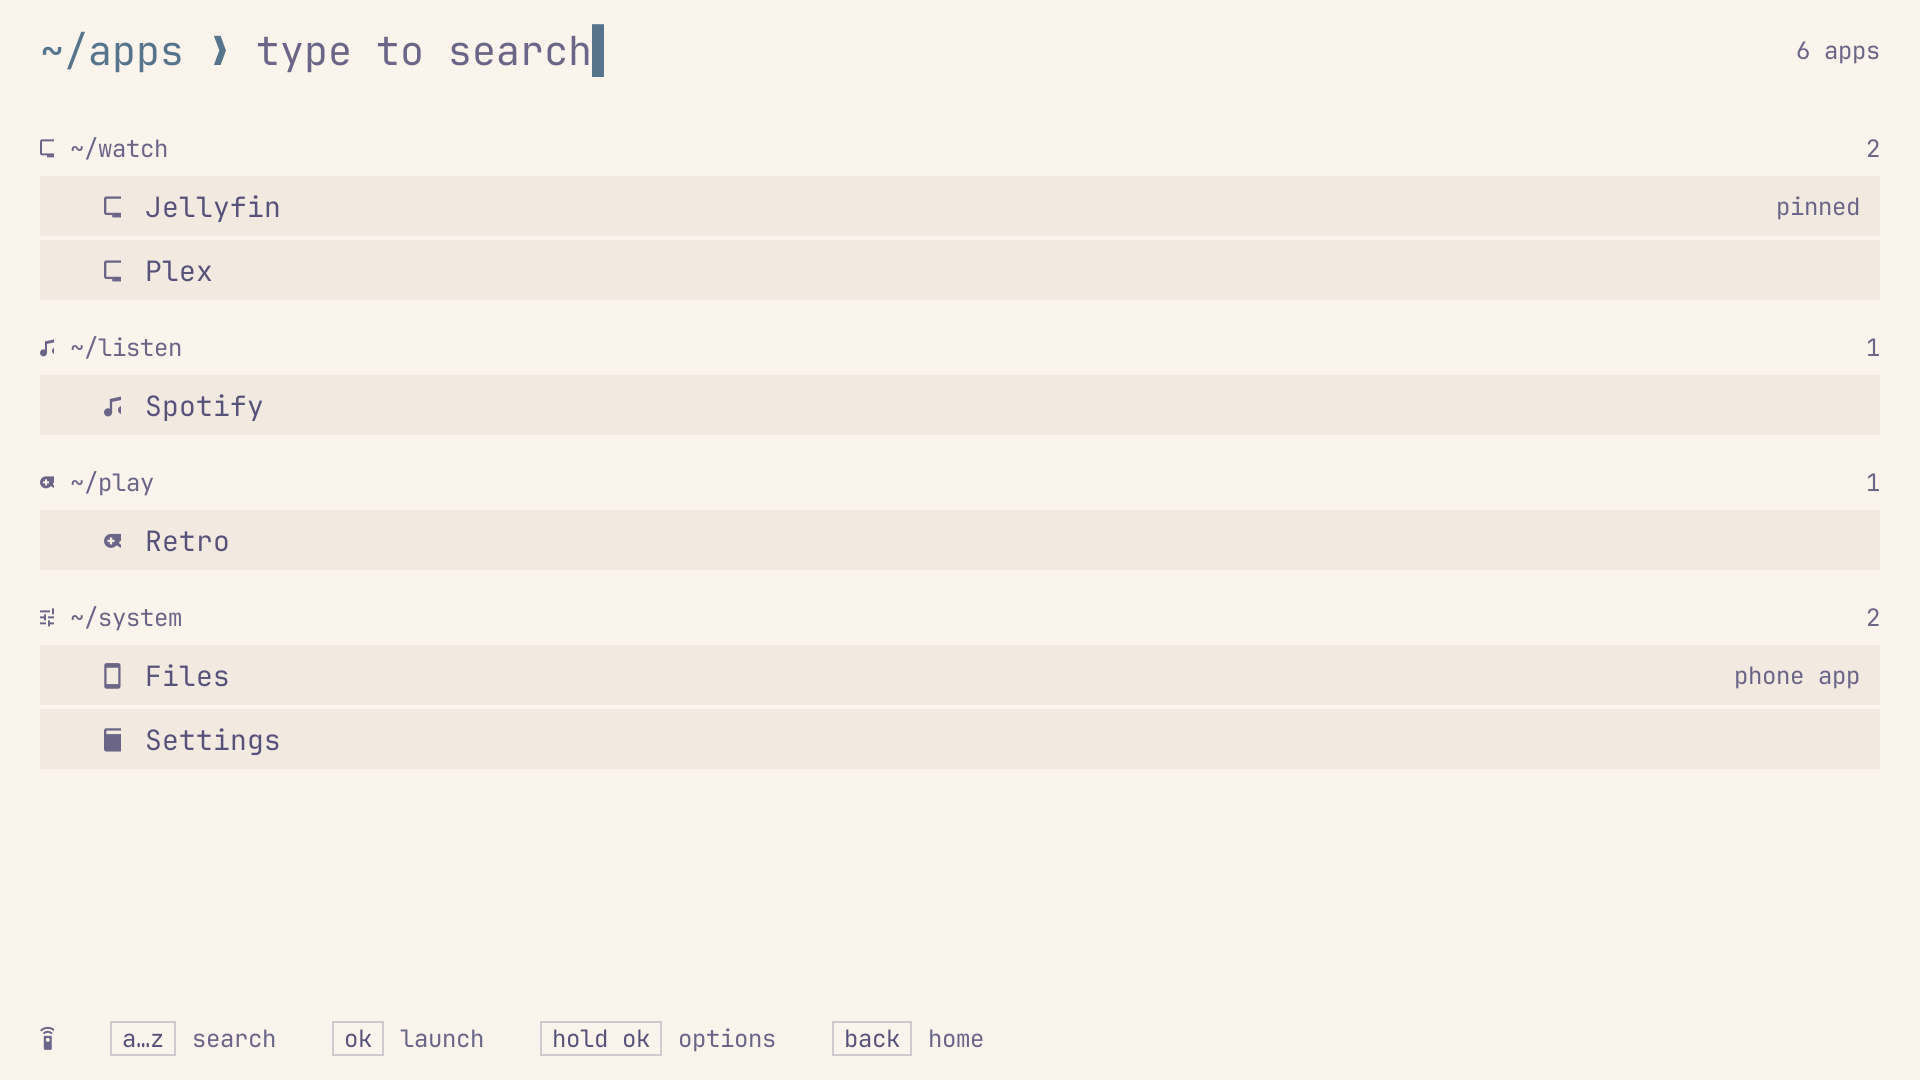 ~/apps ❯ type to search
6 apps
~/watch
2
Jellyfin
pinned
Plex
~/listen
1
Spotify
~/play
1
Retro
~/system
2
Files
phone app
Settings
a…z search ok launch hold ok options back home